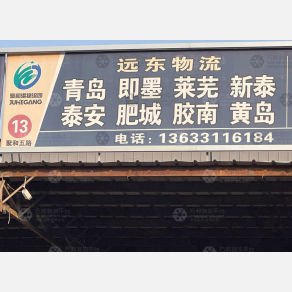 远东物流
JUHEGANG
青岛 即墨 莱芜 新泰
泰安 肥城 胶南 黄岛
13
聚和五路
电话：13633116184